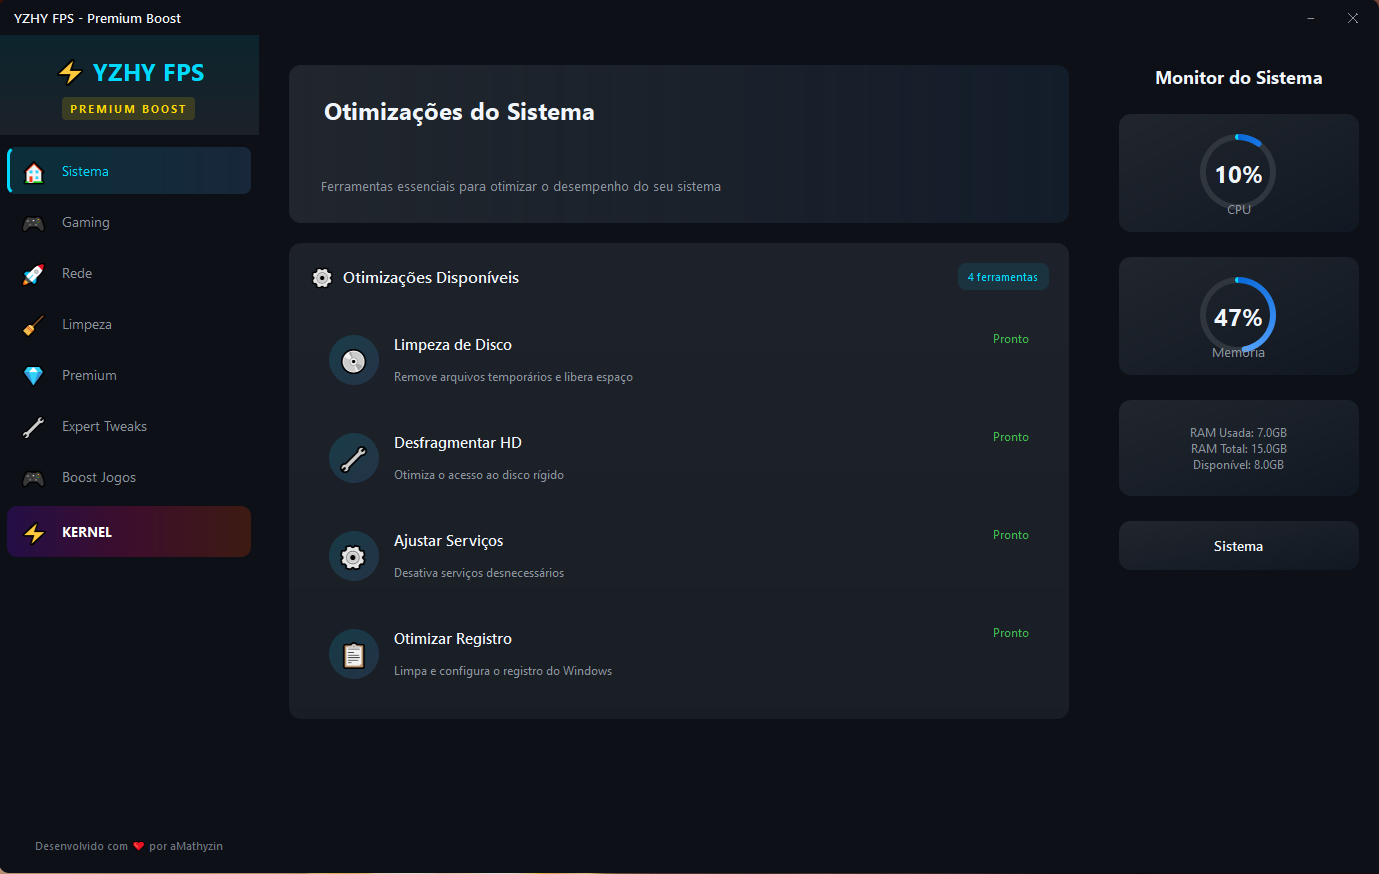 YZHY FPS - Premium Boost
YZHY FPS
PREMIUM BOOST
Sistema
Gaming
Rede
Limpeza
Premium
Expert Tweaks
Boost Jogos
KERNEL
Desenvolvido com ❤ por aMathyzin
Otimizações do Sistema
Ferramentas essenciais para otimizar o desempenho do seu sistema
Otimizações Disponíveis
4 ferramentas
Limpeza de Disco
Pronto
Remove arquivos temporários e libera espaço
Desfragmentar HD
Pronto
Otimiza o acesso ao disco rígido
Ajustar Serviços
Pronto
Desativa serviços desnecessários
Otimizar Registro
Pronto
Limpa e configura o registro do Windows
Monitor do Sistema
10%
CPU
47%
Memória
RAM Usada: 7.0GB
RAM Total: 15.0GB
Disponível: 8.0GB
Sistema